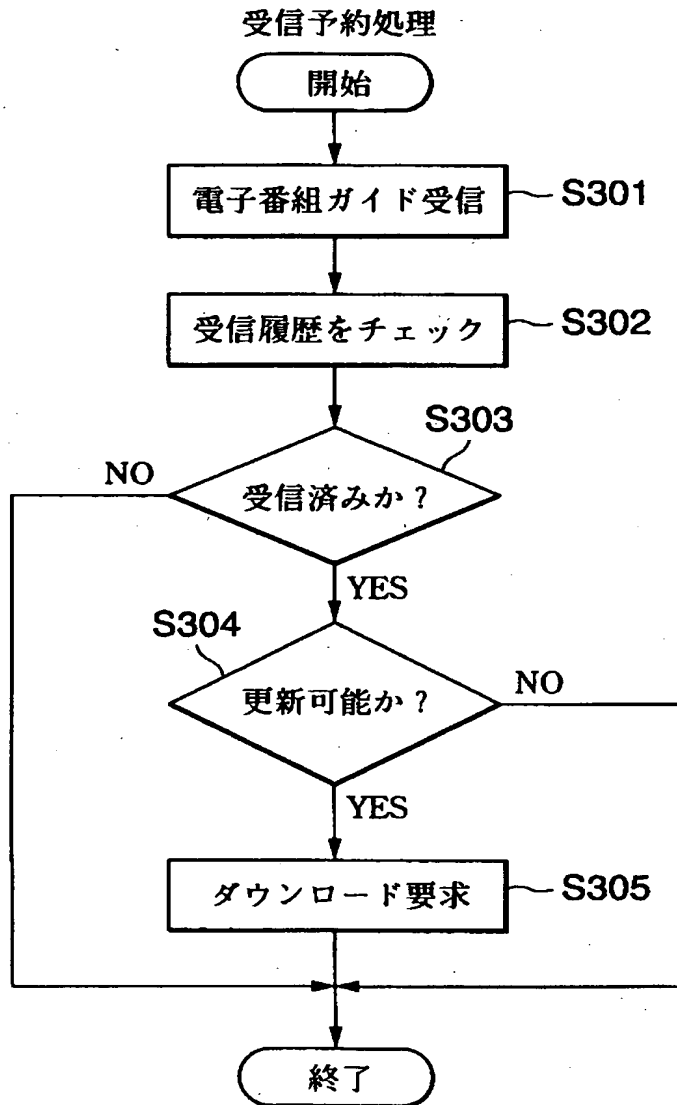 受信予約処理
開始
電子番組ガイド受信
S301
受信履歴をチェック
S302
S303
NO
受信済みか?
YES
S304
更新可能か?
NO
YES
ダウンロード要求
S305
終了